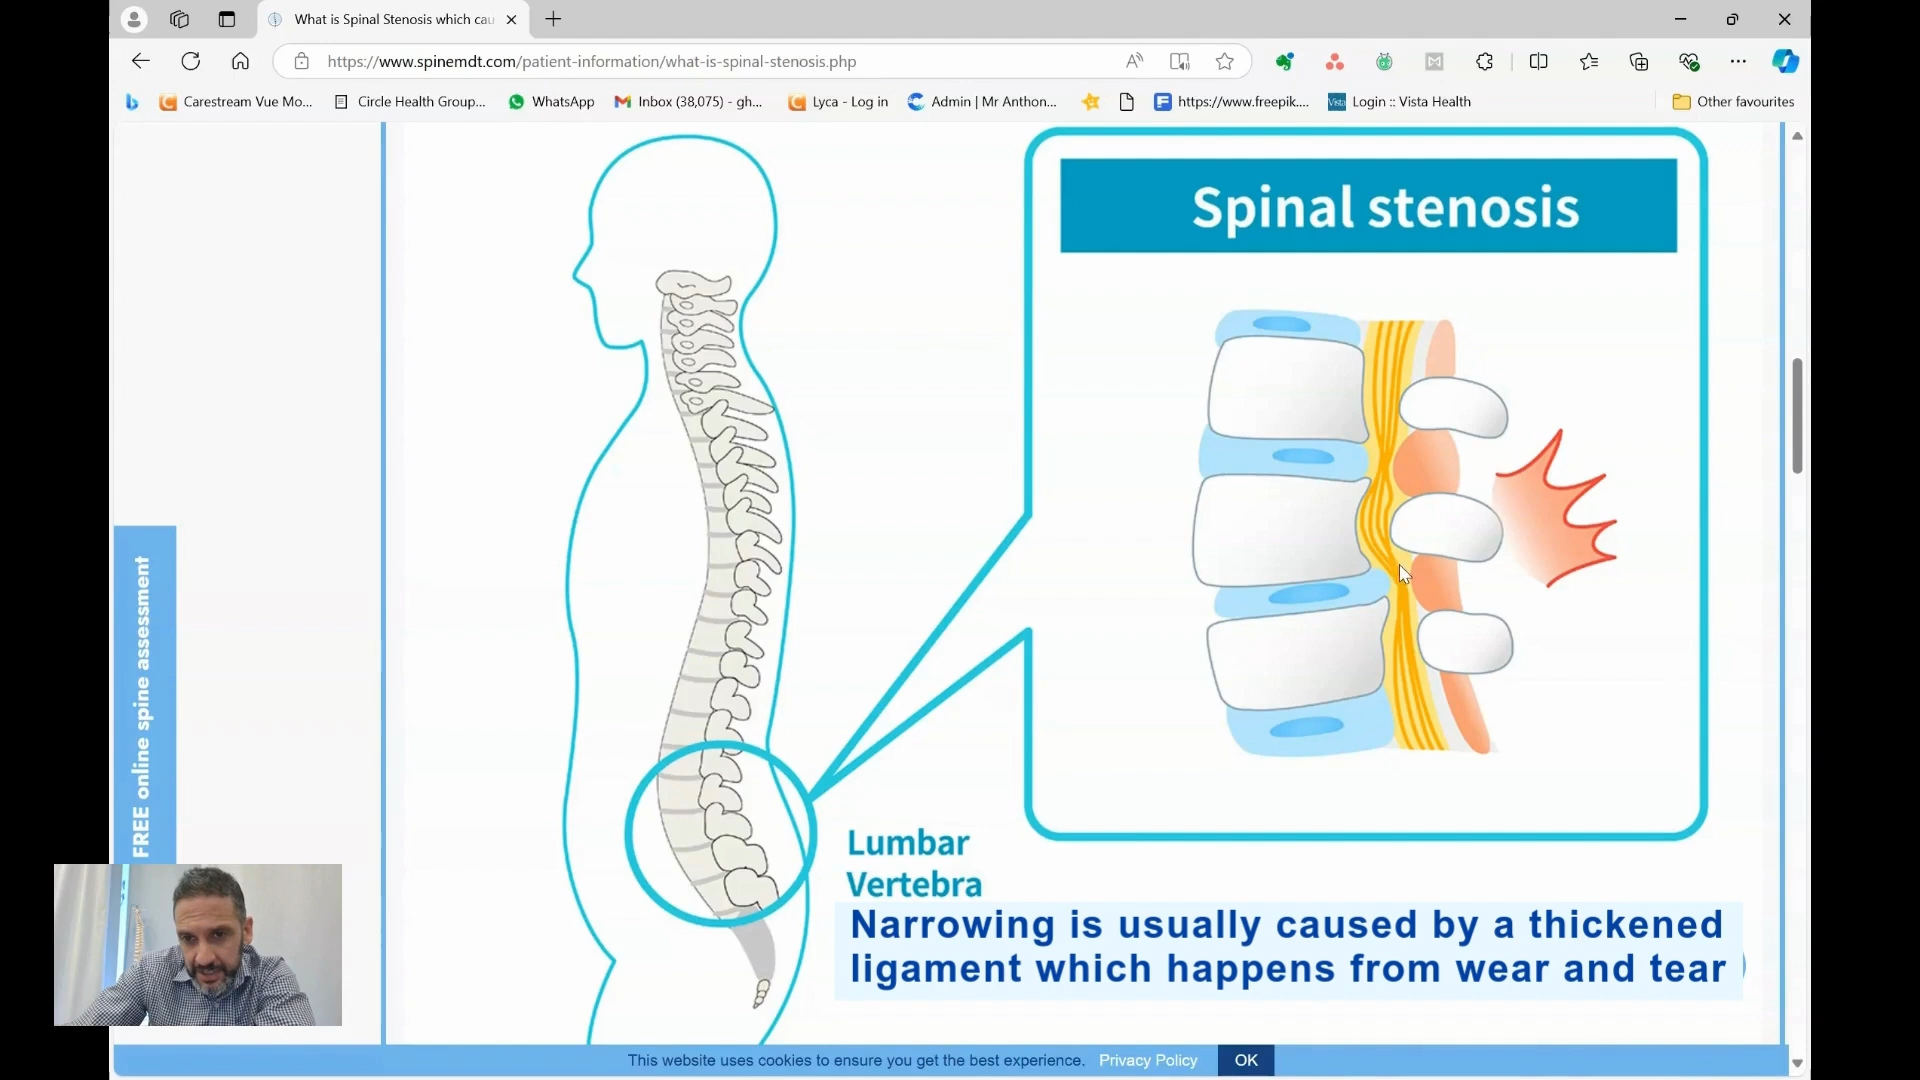 What is Spinal Stenosis which cau
https://www.spinemdt.com/patient-information/what-is-spinal-stenosis.php
Carestream Vue Mo...
Circle Health Group...
WhatsApp
Inbox (38,075) - gh...
Lyca - Log in
Admin | Mr Anthon...
https://www.freepik....
Login :: Vista Health
Other favourites
Spinal stenosis
FREE online spine assessment
Lumbar
Vertebra
Narrowing is usually caused by a thickened
ligament which happens from wear and tear
This website uses cookies to ensure you get the best experience. Privacy Policy OK